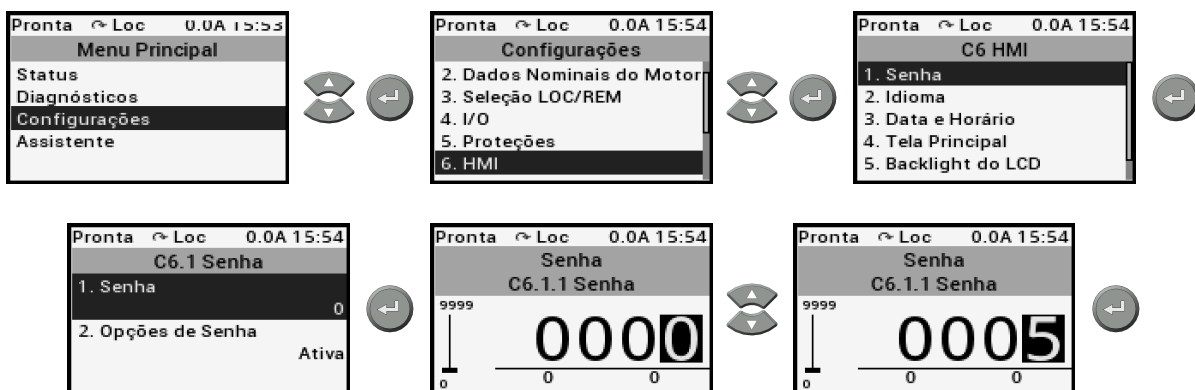 Pronta Loc 0.0A 15:53
Menu Principal
Status
Diagnósticos
Configurações
Assistente
Pronta Loc 0.0A 15:54
Configurações
2. Dados Nominais do Motor
3. Seleção LOC/REM
4. I/O
5. Proteções
6. HMI
Pronta Loc 0.0A 15:54
C6 HMI
1. Senha
2. Idioma
3. Data e Horário
4. Tela Principal
5. Backlight do LCD
Pronta Loc 0.0A 15:54
C6.1 Senha
1. Senha
0
2. Opções de Senha
Ativa
Pronta Loc 0.0A 15:54
Senha
C6.1.1 Senha
9999
0000
0 0 0
Pronta Loc 0.0A 15:54
Senha
C6.1.1 Senha
9999
0005
0 0 0